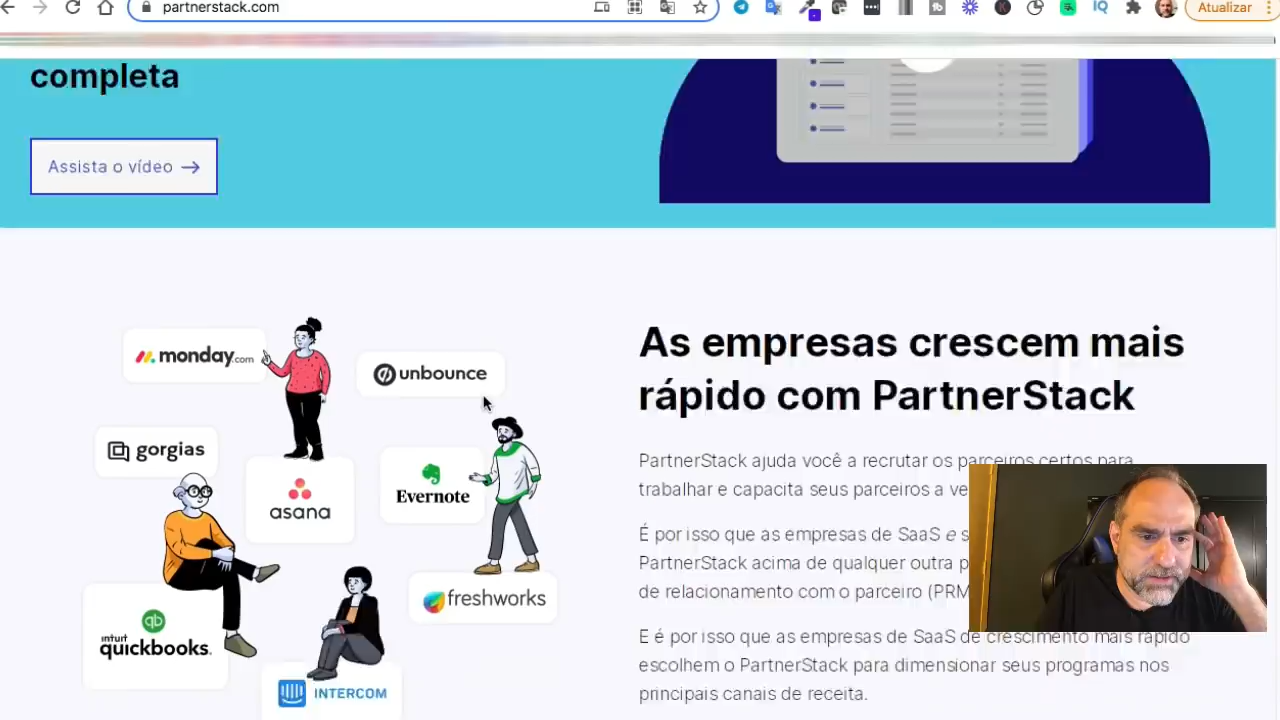 partnerstack.com
Atualizar
completa
Assista o vídeo →
monday.com
unbounce
gorgias
asana
Evernote
freshworks
intuit
quickbooks.
INTERCOM
As empresas crescem mais
rápido com PartnerStack
PartnerStack ajuda você a recrutar os parceiros certos para
trabalhar e capacita seus parceiros a
É por isso que as empresas de SaaS e
PartnerStack acima de qualquer outra
de relacionamento com o parceiro (PRM
E é por isso que as empresas de SaaS de crescimento mais rápido
escolhem o PartnerStack para dimensionar seus programas nos
principais canais de receita.